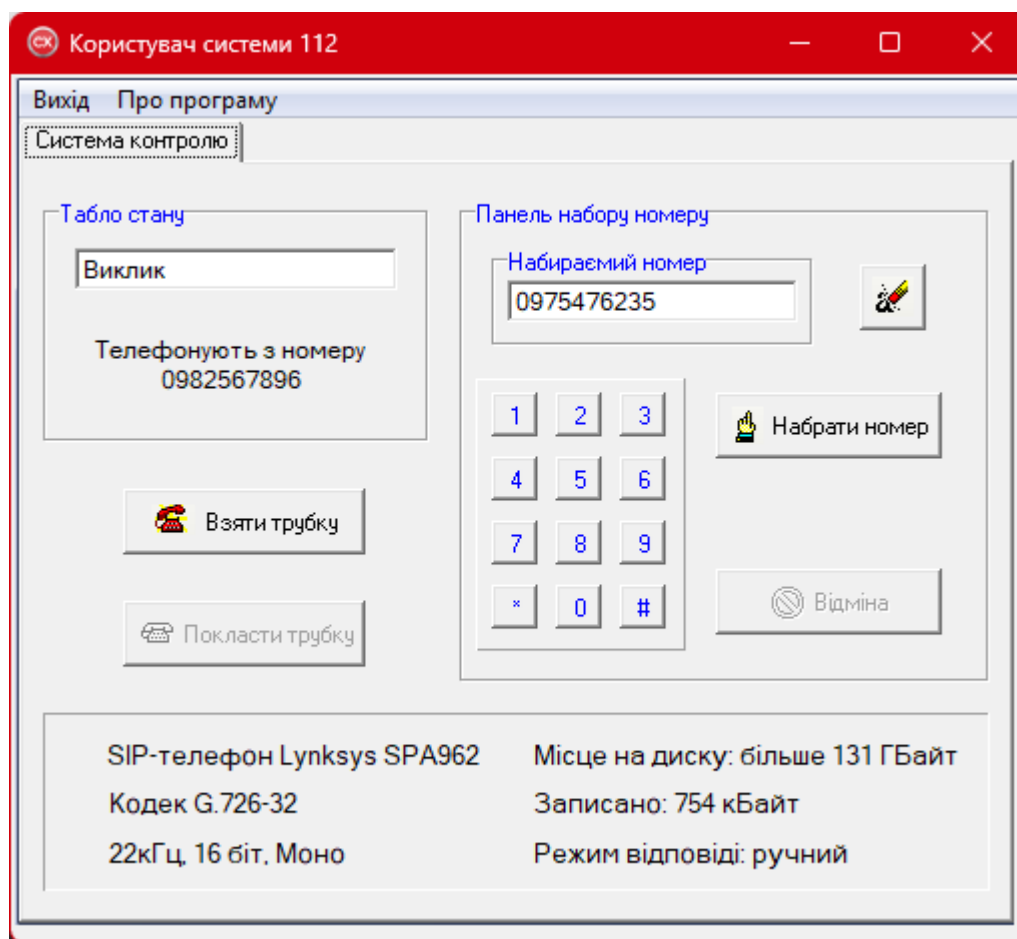 Користувач системи 112
Вихід Про програму
Система контролю
Табло стану
Виклик
Телефонують з номеру
0982567896
Взяти трубку
Покласти трубку
Панель набору номеру
Набираємий номер
0975476235
1 2 3
4 5 6
7 8 9
* 0 #
Набрати номер
Відміна
SIP-телефон Lynksys SPA962
Кодек G.726-32
22кГц, 16 біт, Моно
Місце на диску: більше 131 ГБайт
Записано: 754 кБайт
Режим відповіді: ручний